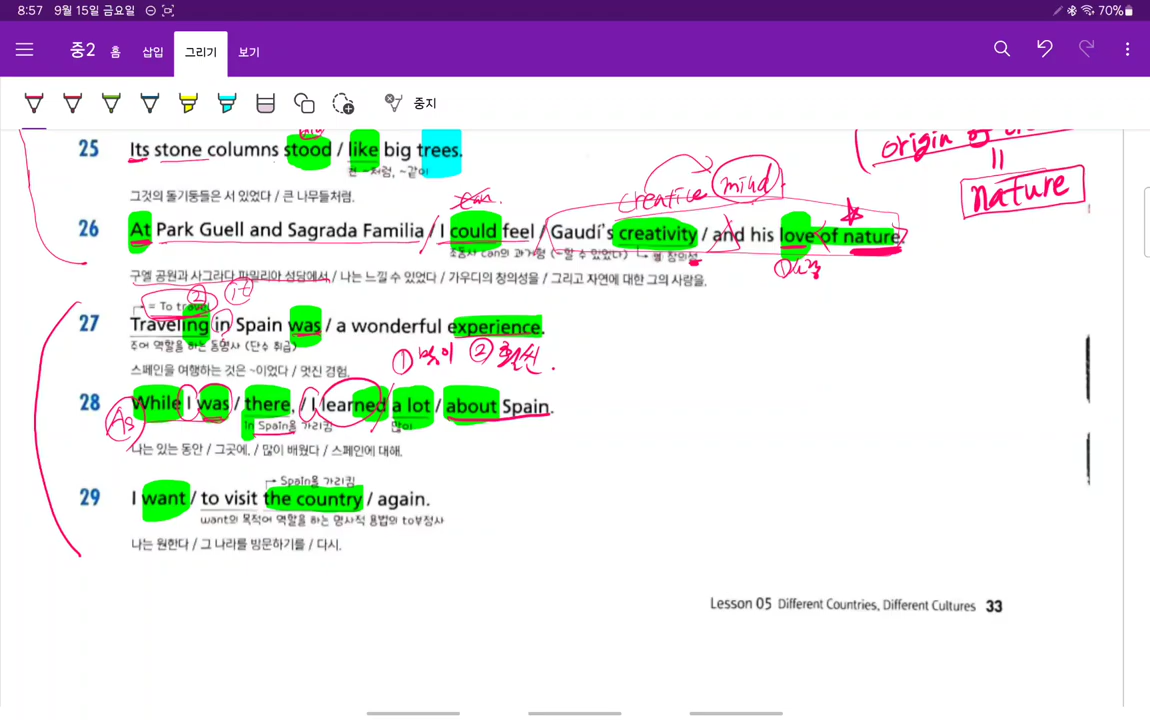 8:57 9월 15일 금요일 70%
중2 홈 삽입 그리기 보기
중지
25 Its stone columns stood / like big trees.
전 ~처럼, ~같이
그것의 돌기둥들은 서 있었다 / 큰 나무들처럼.
origin of
=
nature
creative mind
can
26 At Park Guell and Sagrada Familia / I could feel / Gaudí's creativity / and his love of nature.
조동사 can의 과거형 (~할 수 있었다) 명 창의성
① 사랑
구엘 공원과 사그라다 파밀리아 성당에서 / 나는 느낄 수 있었다 / 가우디의 창의성을 / 그리고 자연에 대한 그의 사랑을.
② it
= To travel
27 Traveling in Spain was / a wonderful experience.
주어 역할을 하는 동명사 (단수 취급)
① 많이 ② 훨씬.
스페인을 여행하는 것은 ~이었다 / 멋진 경험.
28 While I was / there, / I learned a lot / about Spain.
As
in Spain을 가리킴 많이
나는 있는 동안 / 그곳에, / 많이 배웠다 / 스페인에 대해.
Spain을 가리킴
29 I want / to visit the country / again.
want의 목적어 역할을 하는 명사적 용법의 to부정사
나는 원한다 / 그 나라를 방문하기를 / 다시.
Lesson 05 Different Countries, Different Cultures 33